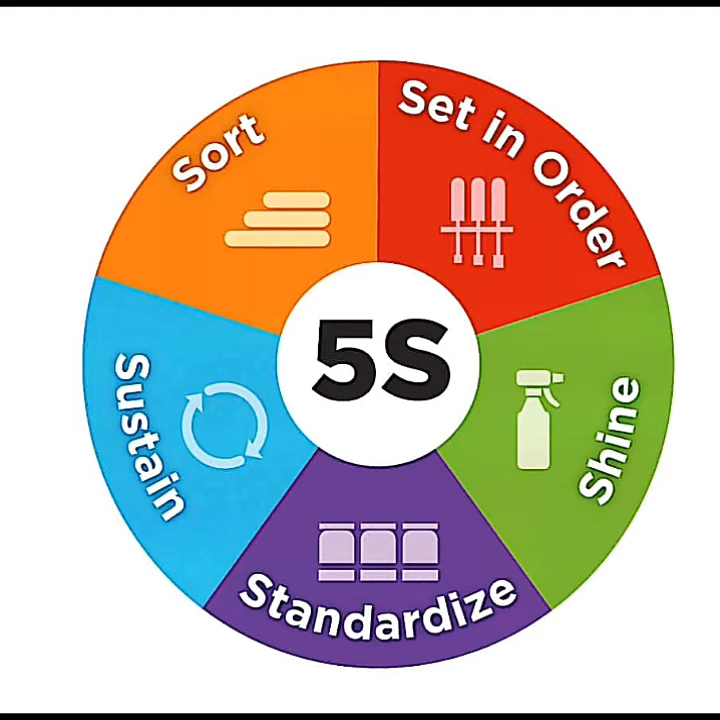 Sort
Set in Order
Shine
Standardize
Sustain
5S